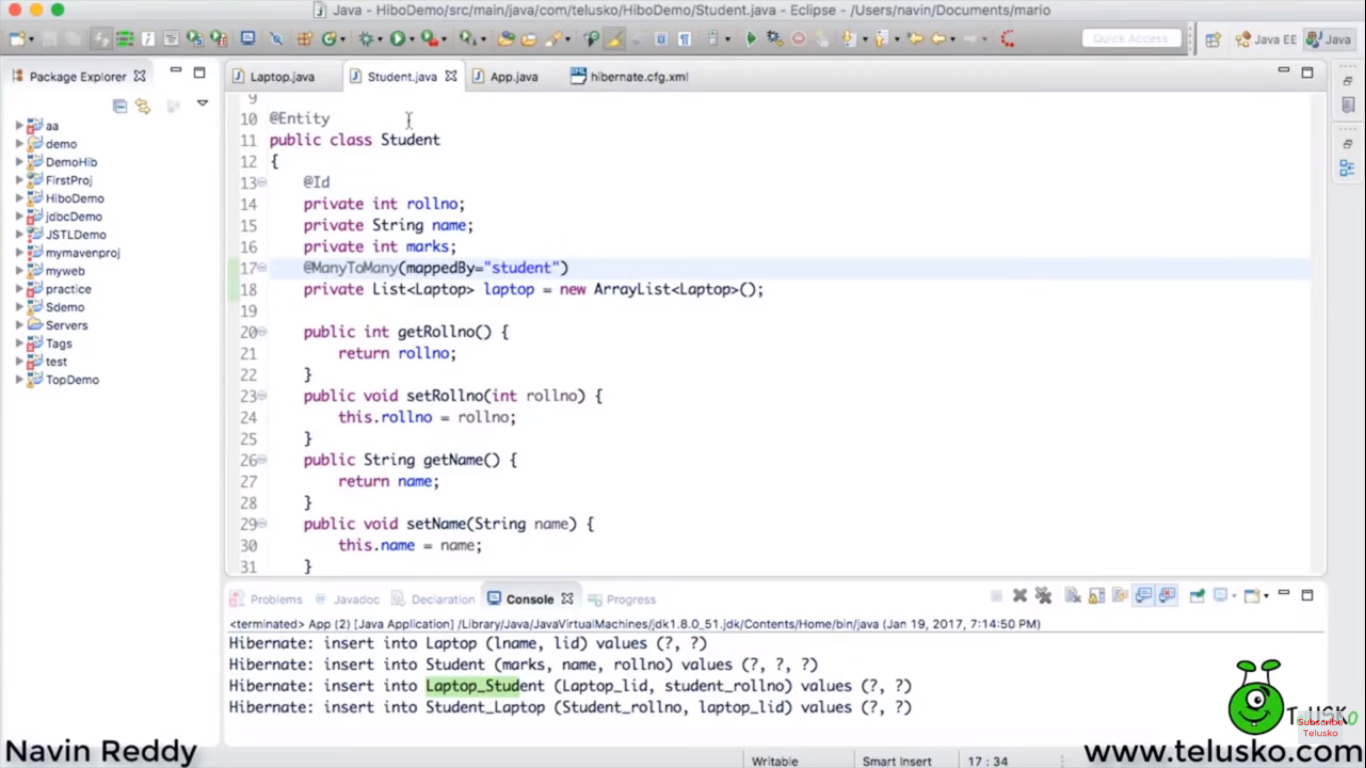 Java - HiboDemo/src/main/java/com/telusko/HiboDemo/Student.java - Eclipse - /Users/navin/Documents/mario
Quick Access
Java EE
Java
Package Explorer
Laptop.java
Student.java
App.java
hibernate.cfg.xml
aa
demo
DemoHib
FirstProj
HiboDemo
jdbcDemo
JSTLDemo
mymavenproj
myweb
practice
Sdemo
Servers
Tags
test
TopDemo
9
10 @Entity
11 public class Student
12 {
13 @Id
14 private int rollno;
15 private String name;
16 private int marks;
17 @ManyToMany(mappedBy="student")
18 private List<Laptop> laptop = new ArrayList<Laptop>();
19
20 public int getRollno() {
21 return rollno;
22 }
23 public void setRollno(int rollno) {
24 this.rollno = rollno;
25 }
26 public String getName() {
27 return name;
28 }
29 public void setName(String name) {
30 this.name = name;
31 }
Problems
Javadoc
Declaration
Console
Progress
<terminated> App (2) [Java Application] /Library/Java/JavaVirtualMachines/jdk1.8.0_51.jdk/Contents/Home/bin/java (Jan 19, 2017, 7:14:50 PM)
Hibernate: insert into Laptop (lname, lid) values (?, ?)
Hibernate: insert into Student (marks, name, rollno) values (?, ?, ?)
Hibernate: insert into Laptop_Student (Laptop_lid, student_rollno) values (?, ?)
Hibernate: insert into Student_Laptop (Student_rollno, laptop_lid) values (?, ?)
Subscribe
Telusko
Navin Reddy
www.telusko.com
Writable
Smart Insert
17 : 34